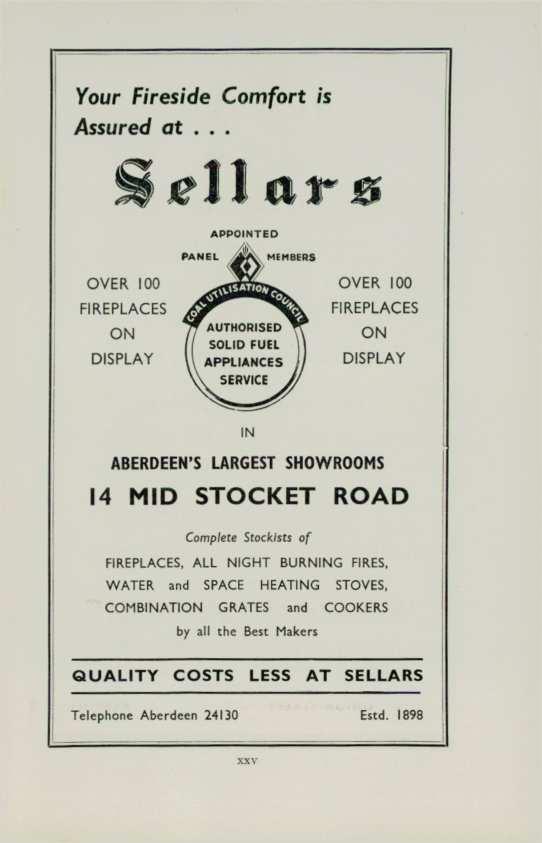 Your Fireside Comfort is
Assured at . . .
Sellars
APPOINTED
PANEL MEMBERS
COAL UTILISATION COUNCIL
AUTHORISED
SOLID FUEL
APPLIANCES
SERVICE
OVER 100
FIREPLACES
ON
DISPLAY
OVER 100
FIREPLACES
ON
DISPLAY
IN
ABERDEEN'S LARGEST SHOWROOMS
14 MID STOCKET ROAD
Complete Stockists of
FIREPLACES, ALL NIGHT BURNING FIRES,
WATER and SPACE HEATING STOVES,
COMBINATION GRATES and COOKERS
by all the Best Makers
QUALITY COSTS LESS AT SELLARS
Telephone Aberdeen 24130 Estd. 1898
xxv